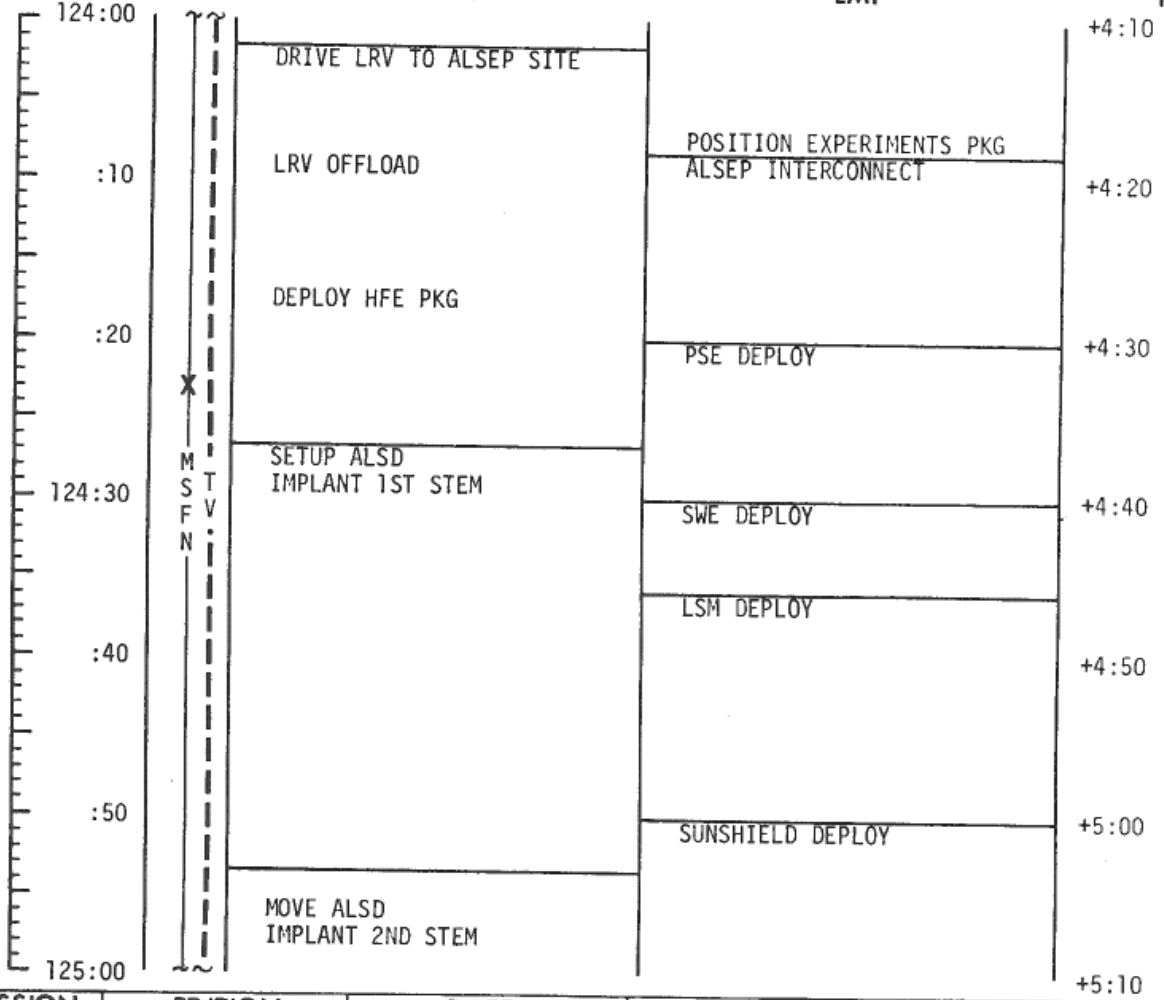 124:00
:10
:20
124:30
:40
:50
125:00
X
MSFN
TV
DRIVE LRV TO ALSEP SITE
LRV OFFLOAD
DEPLOY HFE PKG
SETUP ALSD
IMPLANT 1ST STEM
MOVE ALSD
IMPLANT 2ND STEM
LMP
POSITION EXPERIMENTS PKG
ALSEP INTERCONNECT
PSE DEPLOY
SWE DEPLOY
LSM DEPLOY
SUNSHIELD DEPLOY
+4:10
+4:20
+4:30
+4:40
+4:50
+5:00
+5:10